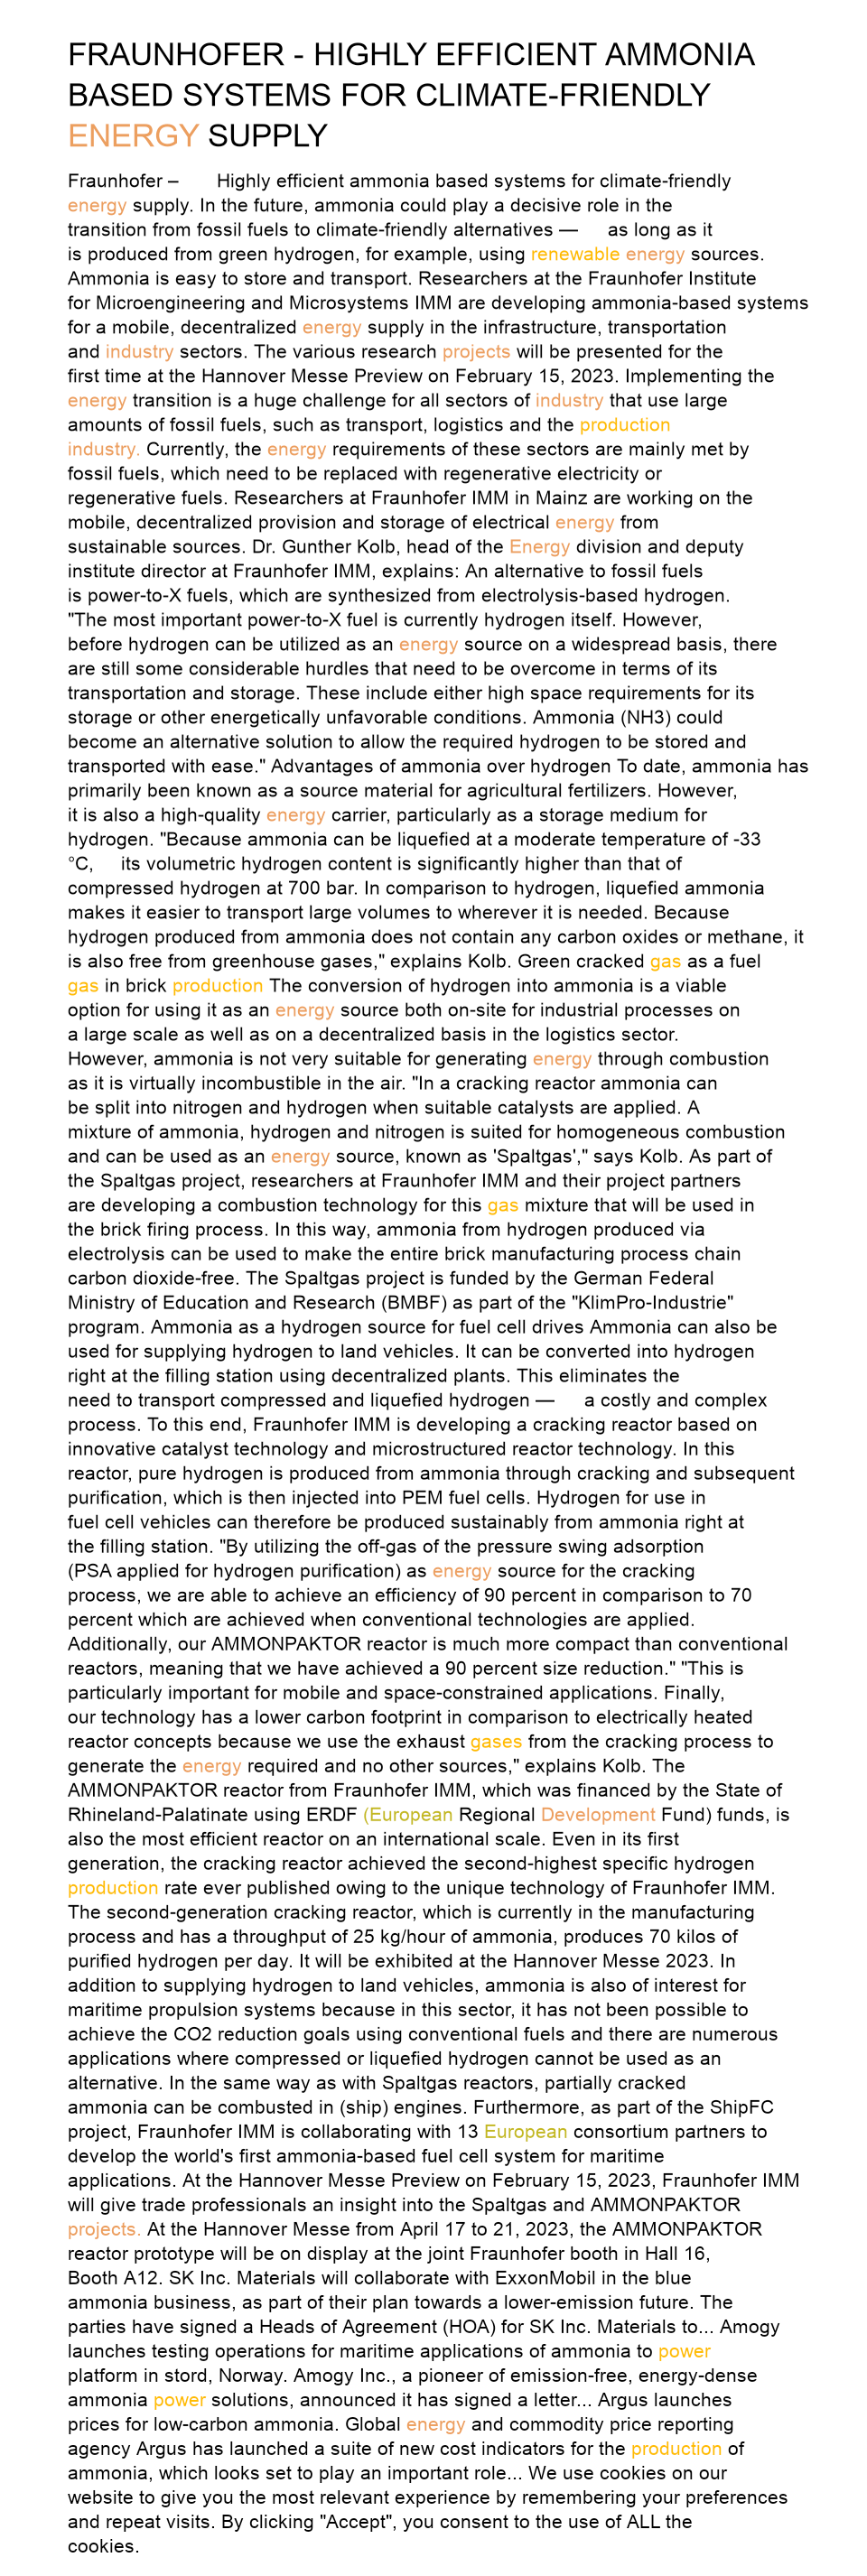 FRAUNHOFER - HIGHLY EFFICIENT AMMONIA
BASED SYSTEMS FOR CLIMATE-FRIENDLY
ENERGY SUPPLY
Fraunhofer – Highly efficient ammonia based systems for climate-friendly
energy supply. In the future, ammonia could play a decisive role in the
transition from fossil fuels to climate-friendly alternatives — as long as it
is produced from green hydrogen, for example, using renewable energy sources.
Ammonia is easy to store and transport. Researchers at the Fraunhofer Institute
for Microengineering and Microsystems IMM are developing ammonia-based systems
for a mobile, decentralized energy supply in the infrastructure, transportation
and industry sectors. The various research projects will be presented for the
first time at the Hannover Messe Preview on February 15, 2023. Implementing the
energy transition is a huge challenge for all sectors of industry that use large
amounts of fossil fuels, such as transport, logistics and the production
industry. Currently, the energy requirements of these sectors are mainly met by
fossil fuels, which need to be replaced with regenerative electricity or
regenerative fuels. Researchers at Fraunhofer IMM in Mainz are working on the
mobile, decentralized provision and storage of electrical energy from
sustainable sources. Dr. Gunther Kolb, head of the Energy division and deputy
institute director at Fraunhofer IMM, explains: An alternative to fossil fuels
is power-to-X fuels, which are synthesized from electrolysis-based hydrogen.
"The most important power-to-X fuel is currently hydrogen itself. However,
before hydrogen can be utilized as an energy source on a widespread basis, there
are still some considerable hurdles that need to be overcome in terms of its
transportation and storage. These include either high space requirements for its
storage or other energetically unfavorable conditions. Ammonia (NH3) could
become an alternative solution to allow the required hydrogen to be stored and
transported with ease." Advantages of ammonia over hydrogen To date, ammonia has
primarily been known as a source material for agricultural fertilizers. However,
it is also a high-quality energy carrier, particularly as a storage medium for
hydrogen. "Because ammonia can be liquefied at a moderate temperature of -33
°C, its volumetric hydrogen content is significantly higher than that of
compressed hydrogen at 700 bar. In comparison to hydrogen, liquefied ammonia
makes it easier to transport large volumes to wherever it is needed. Because
hydrogen produced from ammonia does not contain any carbon oxides or methane, it
is also free from greenhouse gases," explains Kolb. Green cracked gas as a fuel
gas in brick production The conversion of hydrogen into ammonia is a viable
option for using it as an energy source both on-site for industrial processes on
a large scale as well as on a decentralized basis in the logistics sector.
However, ammonia is not very suitable for generating energy through combustion
as it is virtually incombustible in the air. "In a cracking reactor ammonia can
be split into nitrogen and hydrogen when suitable catalysts are applied. A
mixture of ammonia, hydrogen and nitrogen is suited for homogeneous combustion
and can be used as an energy source, known as 'Spaltgas'," says Kolb. As part of
the Spaltgas project, researchers at Fraunhofer IMM and their project partners
are developing a combustion technology for this gas mixture that will be used in
the brick firing process. In this way, ammonia from hydrogen produced via
electrolysis can be used to make the entire brick manufacturing process chain
carbon dioxide-free. The Spaltgas project is funded by the German Federal
Ministry of Education and Research (BMBF) as part of the "KlimPro-Industrie"
program. Ammonia as a hydrogen source for fuel cell drives Ammonia can also be
used for supplying hydrogen to land vehicles. It can be converted into hydrogen
right at the filling station using decentralized plants. This eliminates the
need to transport compressed and liquefied hydrogen — a costly and complex
process. To this end, Fraunhofer IMM is developing a cracking reactor based on
innovative catalyst technology and microstructured reactor technology. In this
reactor, pure hydrogen is produced from ammonia through cracking and subsequent
purification, which is then injected into PEM fuel cells. Hydrogen for use in
fuel cell vehicles can therefore be produced sustainably from ammonia right at
the filling station. "By utilizing the off-gas of the pressure swing adsorption
(PSA applied for hydrogen purification) as energy source for the cracking
process, we are able to achieve an efficiency of 90 percent in comparison to 70
percent which are achieved when conventional technologies are applied.
Additionally, our AMMONPAKTOR reactor is much more compact than conventional
reactors, meaning that we have achieved a 90 percent size reduction." "This is
particularly important for mobile and space-constrained applications. Finally,
our technology has a lower carbon footprint in comparison to electrically heated
reactor concepts because we use the exhaust gases from the cracking process to
generate the energy required and no other sources," explains Kolb. The
AMMONPAKTOR reactor from Fraunhofer IMM, which was financed by the State of
Rhineland-Palatinate using ERDF (European Regional Development Fund) funds, is
also the most efficient reactor on an international scale. Even in its first
generation, the cracking reactor achieved the second-highest specific hydrogen
production rate ever published owing to the unique technology of Fraunhofer IMM.
The second-generation cracking reactor, which is currently in the manufacturing
process and has a throughput of 25 kg/hour of ammonia, produces 70 kilos of
purified hydrogen per day. It will be exhibited at the Hannover Messe 2023. In
addition to supplying hydrogen to land vehicles, ammonia is also of interest for
maritime propulsion systems because in this sector, it has not been possible to
achieve the CO2 reduction goals using conventional fuels and there are numerous
applications where compressed or liquefied hydrogen cannot be used as an
alternative. In the same way as with Spaltgas reactors, partially cracked
ammonia can be combusted in (ship) engines. Furthermore, as part of the ShipFC
project, Fraunhofer IMM is collaborating with 13 European consortium partners to
develop the world's first ammonia-based fuel cell system for maritime
applications. At the Hannover Messe Preview on February 15, 2023, Fraunhofer IMM
will give trade professionals an insight into the Spaltgas and AMMONPAKTOR
projects. At the Hannover Messe from April 17 to 21, 2023, the AMMONPAKTOR
reactor prototype will be on display at the joint Fraunhofer booth in Hall 16,
Booth A12. SK Inc. Materials will collaborate with ExxonMobil in the blue
ammonia business, as part of their plan towards a lower-emission future. The
parties have signed a Heads of Agreement (HOA) for SK Inc. Materials to... Amogy
launches testing operations for maritime applications of ammonia to power
platform in stord, Norway. Amogy Inc., a pioneer of emission-free, energy-dense
ammonia power solutions, announced it has signed a letter... Argus launches
prices for low-carbon ammonia. Global energy and commodity price reporting
agency Argus has launched a suite of new cost indicators for the production of
ammonia, which looks set to play an important role... We use cookies on our
website to give you the most relevant experience by remembering your preferences
and repeat visits. By clicking "Accept", you consent to the use of ALL the
cookies.